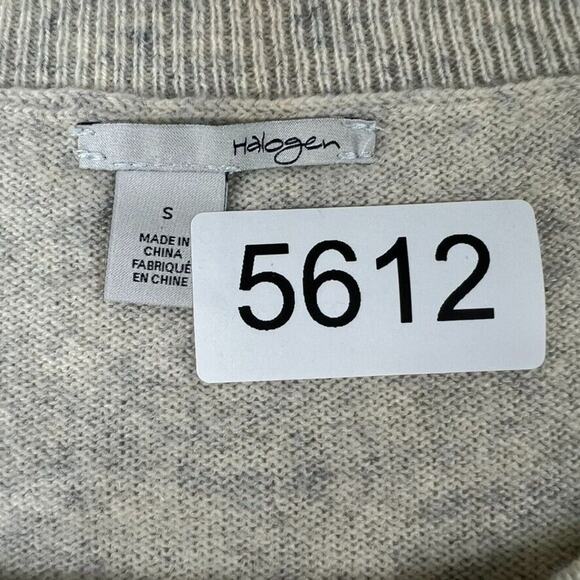 Halogen
S
MADE IN
CHINA
FABRIQUÉ
EN CHINE
5612